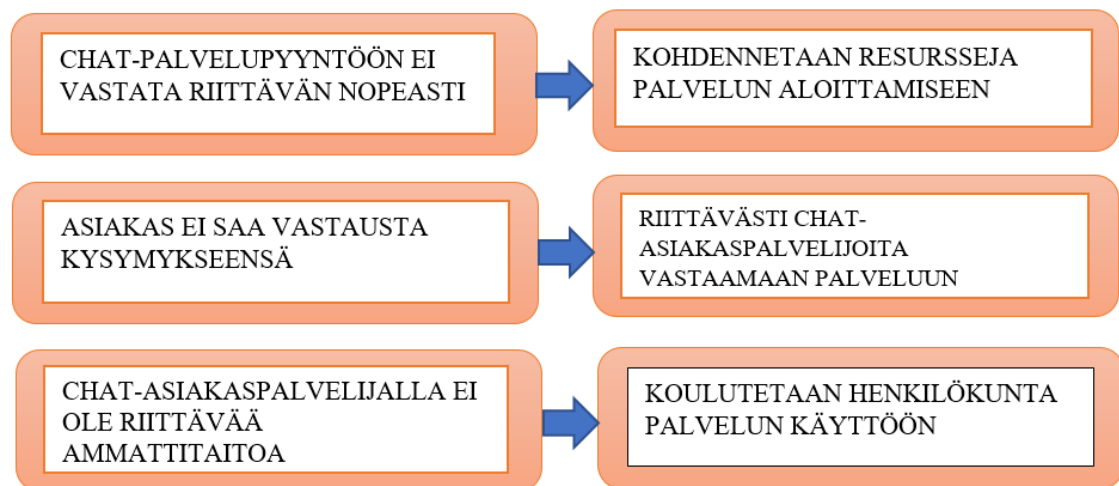 CHAT-PALVELUPYYNTÖÖN EI
VASTATA RIITTÄVÄN NOPEASTI
KOHDENNETAAN RESURSSEJA
PALVELUN ALOITTAMISEEN
ASIAKAS EI SAA VASTAUSTA
KYSYMYKSEENSÄ
RIITTÄVÄSTI CHAT-
ASIAKASPALVELIJOITA
VASTAAMAAN PALVELUUN
CHAT-ASIAKASPALVELIJALLA EI
OLE RIITTÄVÄÄ
AMMATTITAITOA
KOULUTETAAN HENKILÖKUNTA
PALVELUN KÄYTTÖÖN